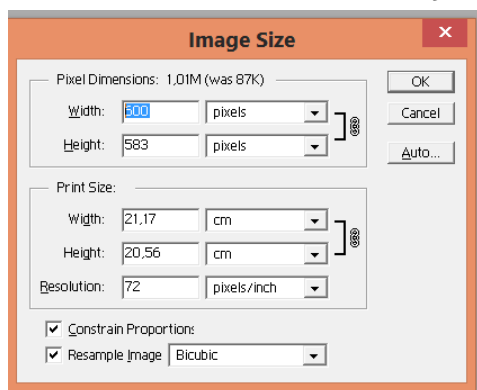 Image Size
x
Pixel Dimensions: 1,01M (was 87K)
OK
Width: 600 pixels
Cancel
Height: 583 pixels
Auto...
Print Size:
Width: 21,17 cm
Height: 20,56 cm
Resolution: 72 pixels/inch
Constrain Proportions
Resample Image Bicubic